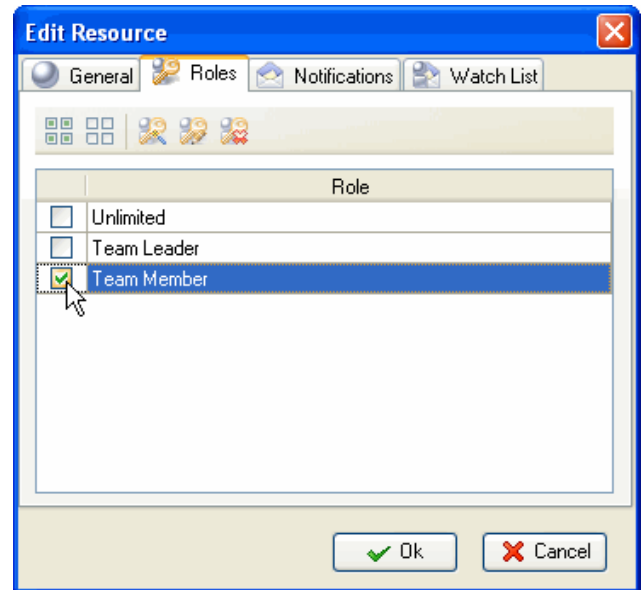 Edit Resource
General Roles Notifications Watch List
Role
Unlimited
Team Leader
Team Member
Ok Cancel